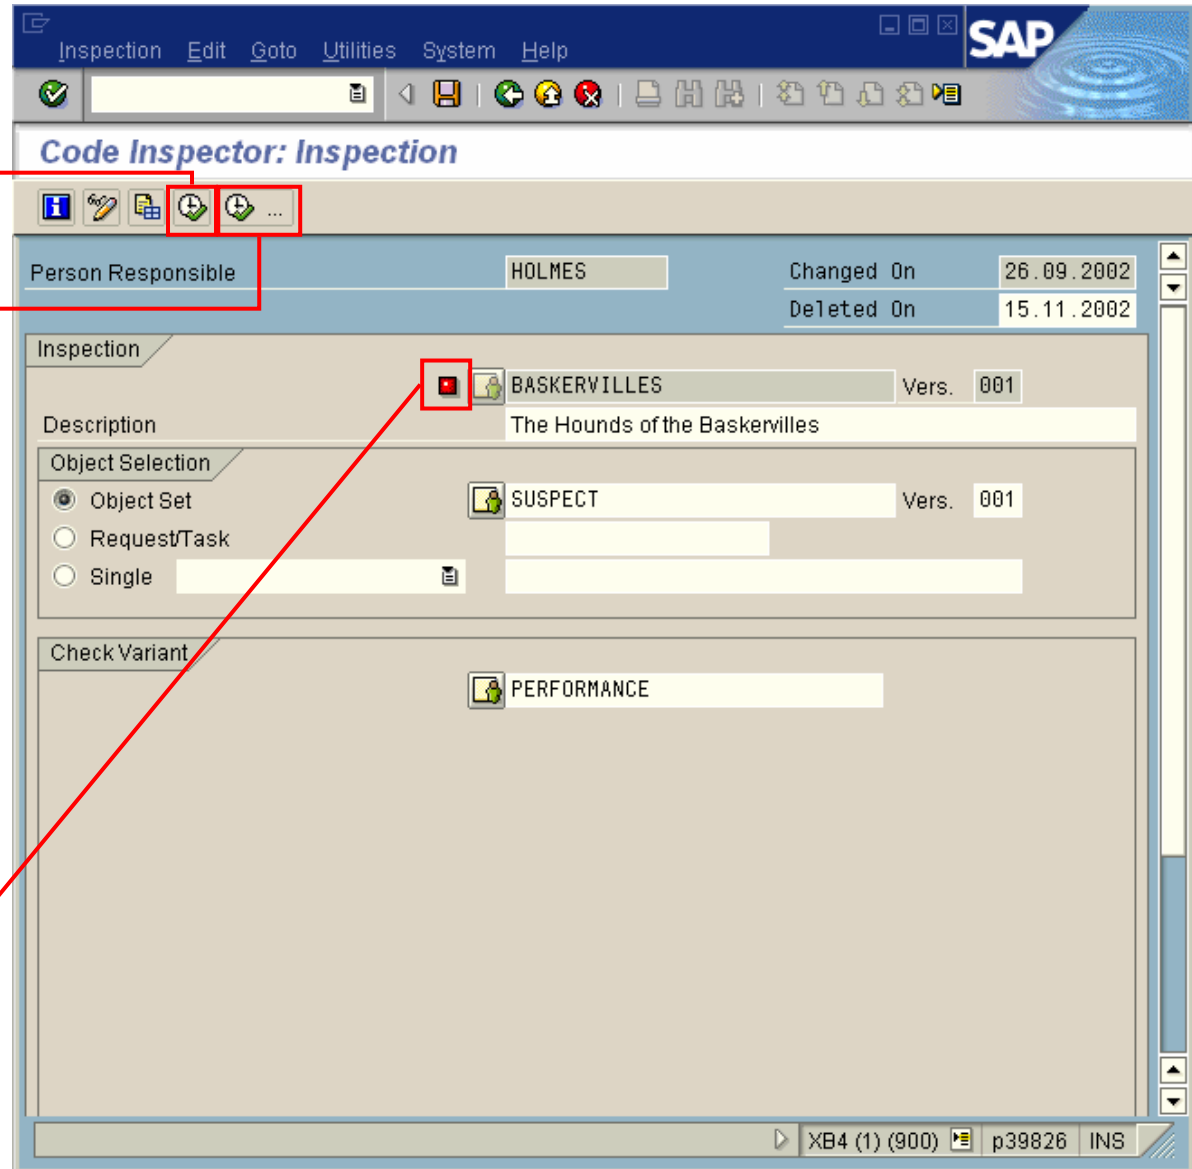 Inspection Edit Goto Utilities System Help
SAP
Code Inspector: Inspection
...
Person Responsible HOLMES Changed On 26.09.2002
Deleted On 15.11.2002
Inspection
BASKERVILLES Vers. 001
Description The Hounds of the Baskervilles
Object Selection
Object Set SUSPECT Vers. 001
Request/Task
Single
Check Variant
PERFORMANCE
XB4 (1) (900) p39826 INS